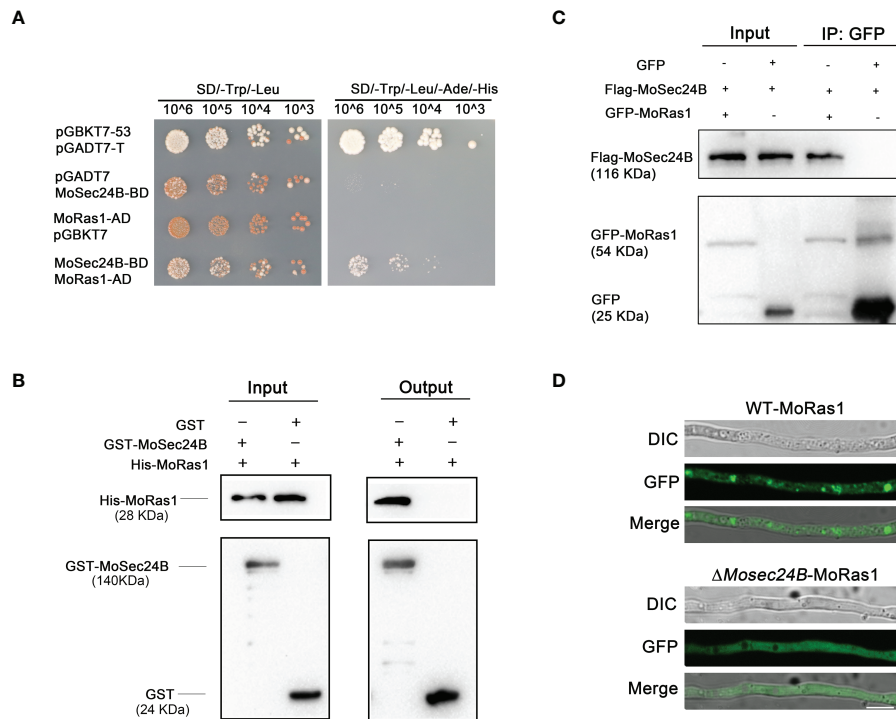 A
SD/-Trp/-Leu
SD/-Trp/-Leu/-Ade/-His
10^6 10^5 10^4 10^3
10^6 10^5 10^4 10^3
pGBKT7-53
pGADT7-T
pGADT7
MoSec24B-BD
MoRas1-AD
pGBKT7
MoSec24B-BD
MoRas1-AD
B
Input
Output
GST − + − +
GST-MoSec24B + − + −
His-MoRas1 + + + +
His-MoRas1
(28 KDa)
GST-MoSec24B
(140KDa)
GST
(24 KDa)
C
Input
IP: GFP
GFP - + - +
Flag-MoSec24B + + + +
GFP-MoRas1 + - + -
Flag-MoSec24B
(116 KDa)
GFP-MoRas1
(54 KDa)
GFP
(25 KDa)
D
WT-MoRas1
DIC
GFP
Merge
ΔMosec24B-MoRas1
DIC
GFP
Merge